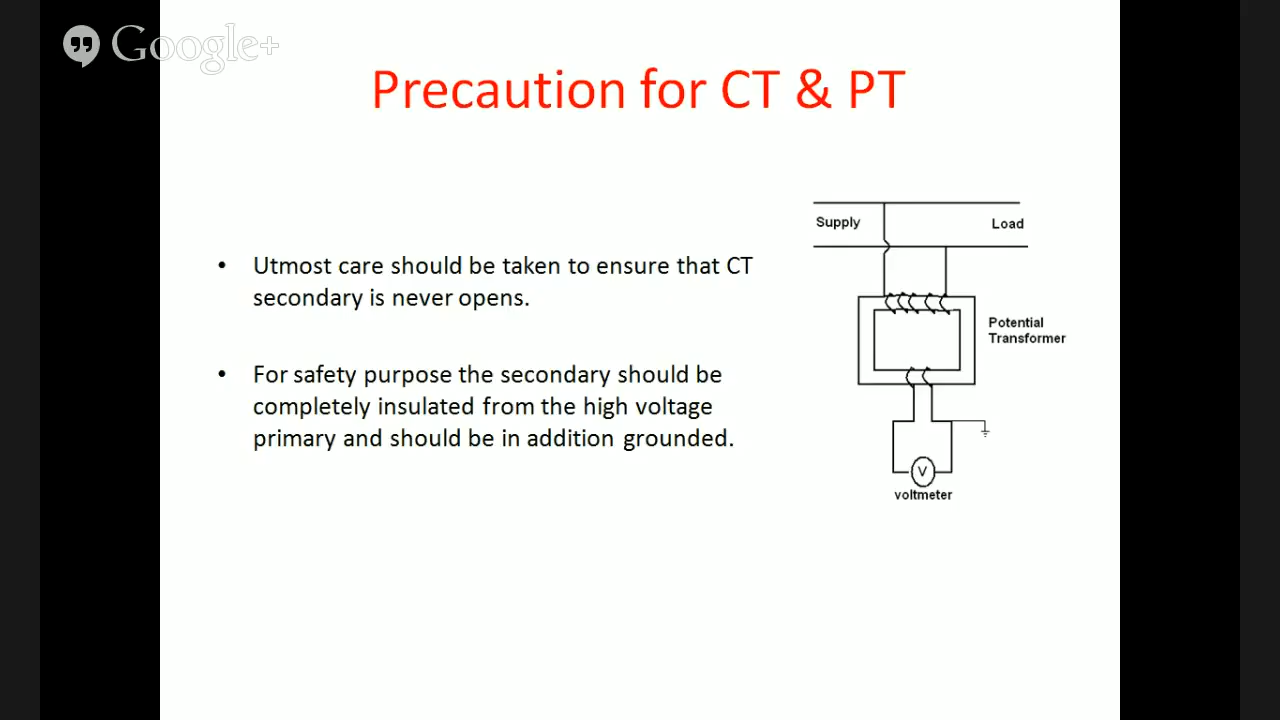 Google+
Precaution for CT & PT
• Utmost care should be taken to ensure that CT
secondary is never opens.
• For safety purpose the secondary should be
completely insulated from the high voltage
primary and should be in addition grounded.
Supply
Load
Potential
Transformer
V
voltmeter